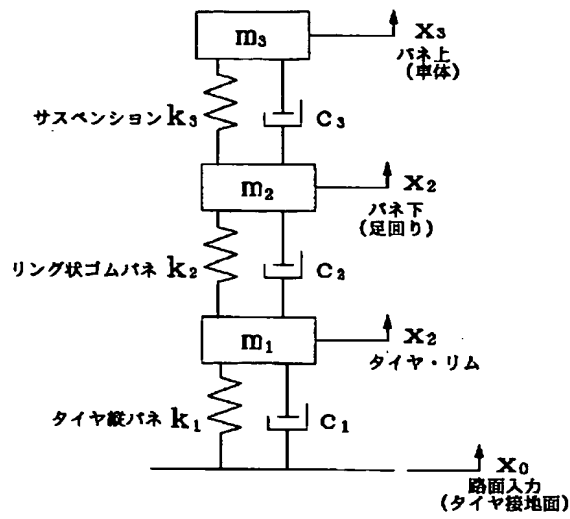 m₃
X₃
バネ上
(車体)
サスペンション k₃
C₃
m₂
X₂
バネ下
(足回り)
リング状ゴムバネ k₂
C₂
m₁
X₂
タイヤ・リム
タイヤ縦バネ k₁
C₁
X₀
路面入力
(タイヤ接地面)